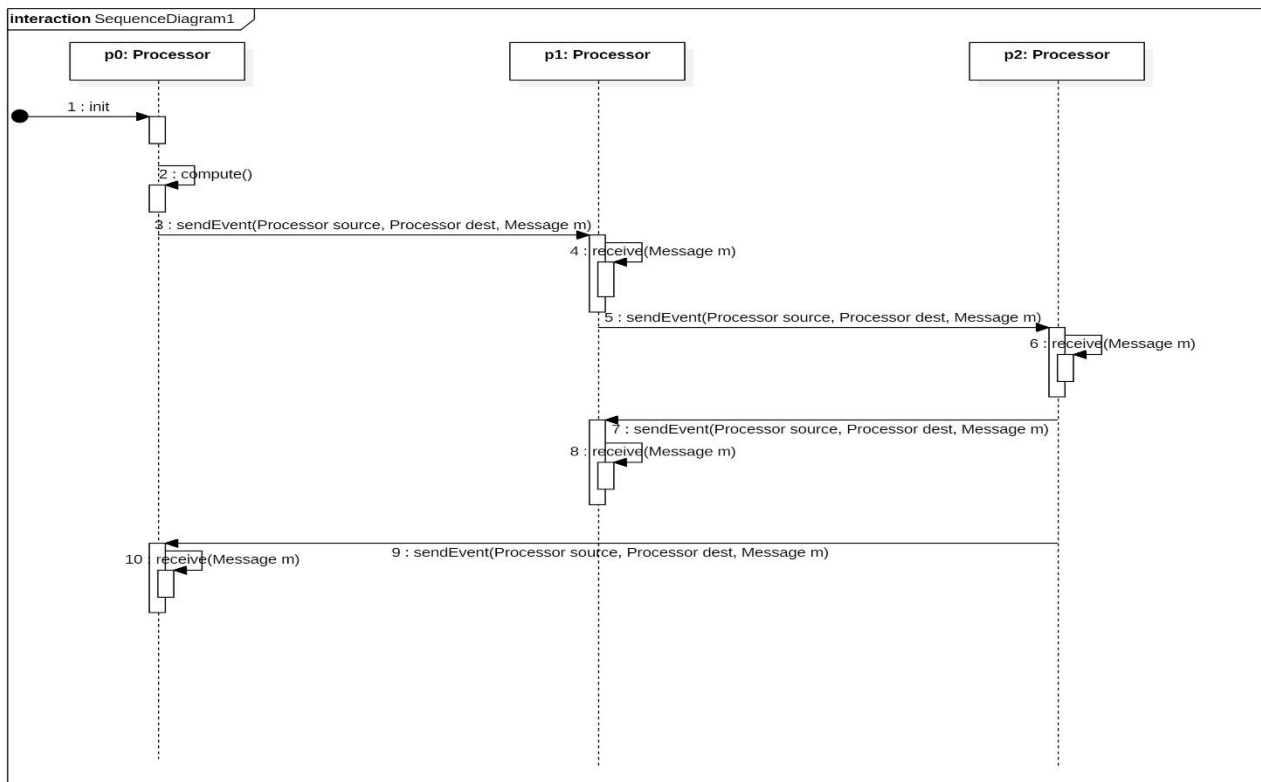 interaction SequenceDiagram1
p0: Processor
p1: Processor
p2: Processor
1 : init
2 : compute()
3 : sendEvent(Processor source, Processor dest, Message m)
4 : receive(Message m)
5 : sendEvent(Processor source, Processor dest, Message m)
6 : receive(Message m)
7 : sendEvent(Processor source, Processor dest, Message m)
8 : receive(Message m)
9 : sendEvent(Processor source, Processor dest, Message m)
10 : receive(Message m)